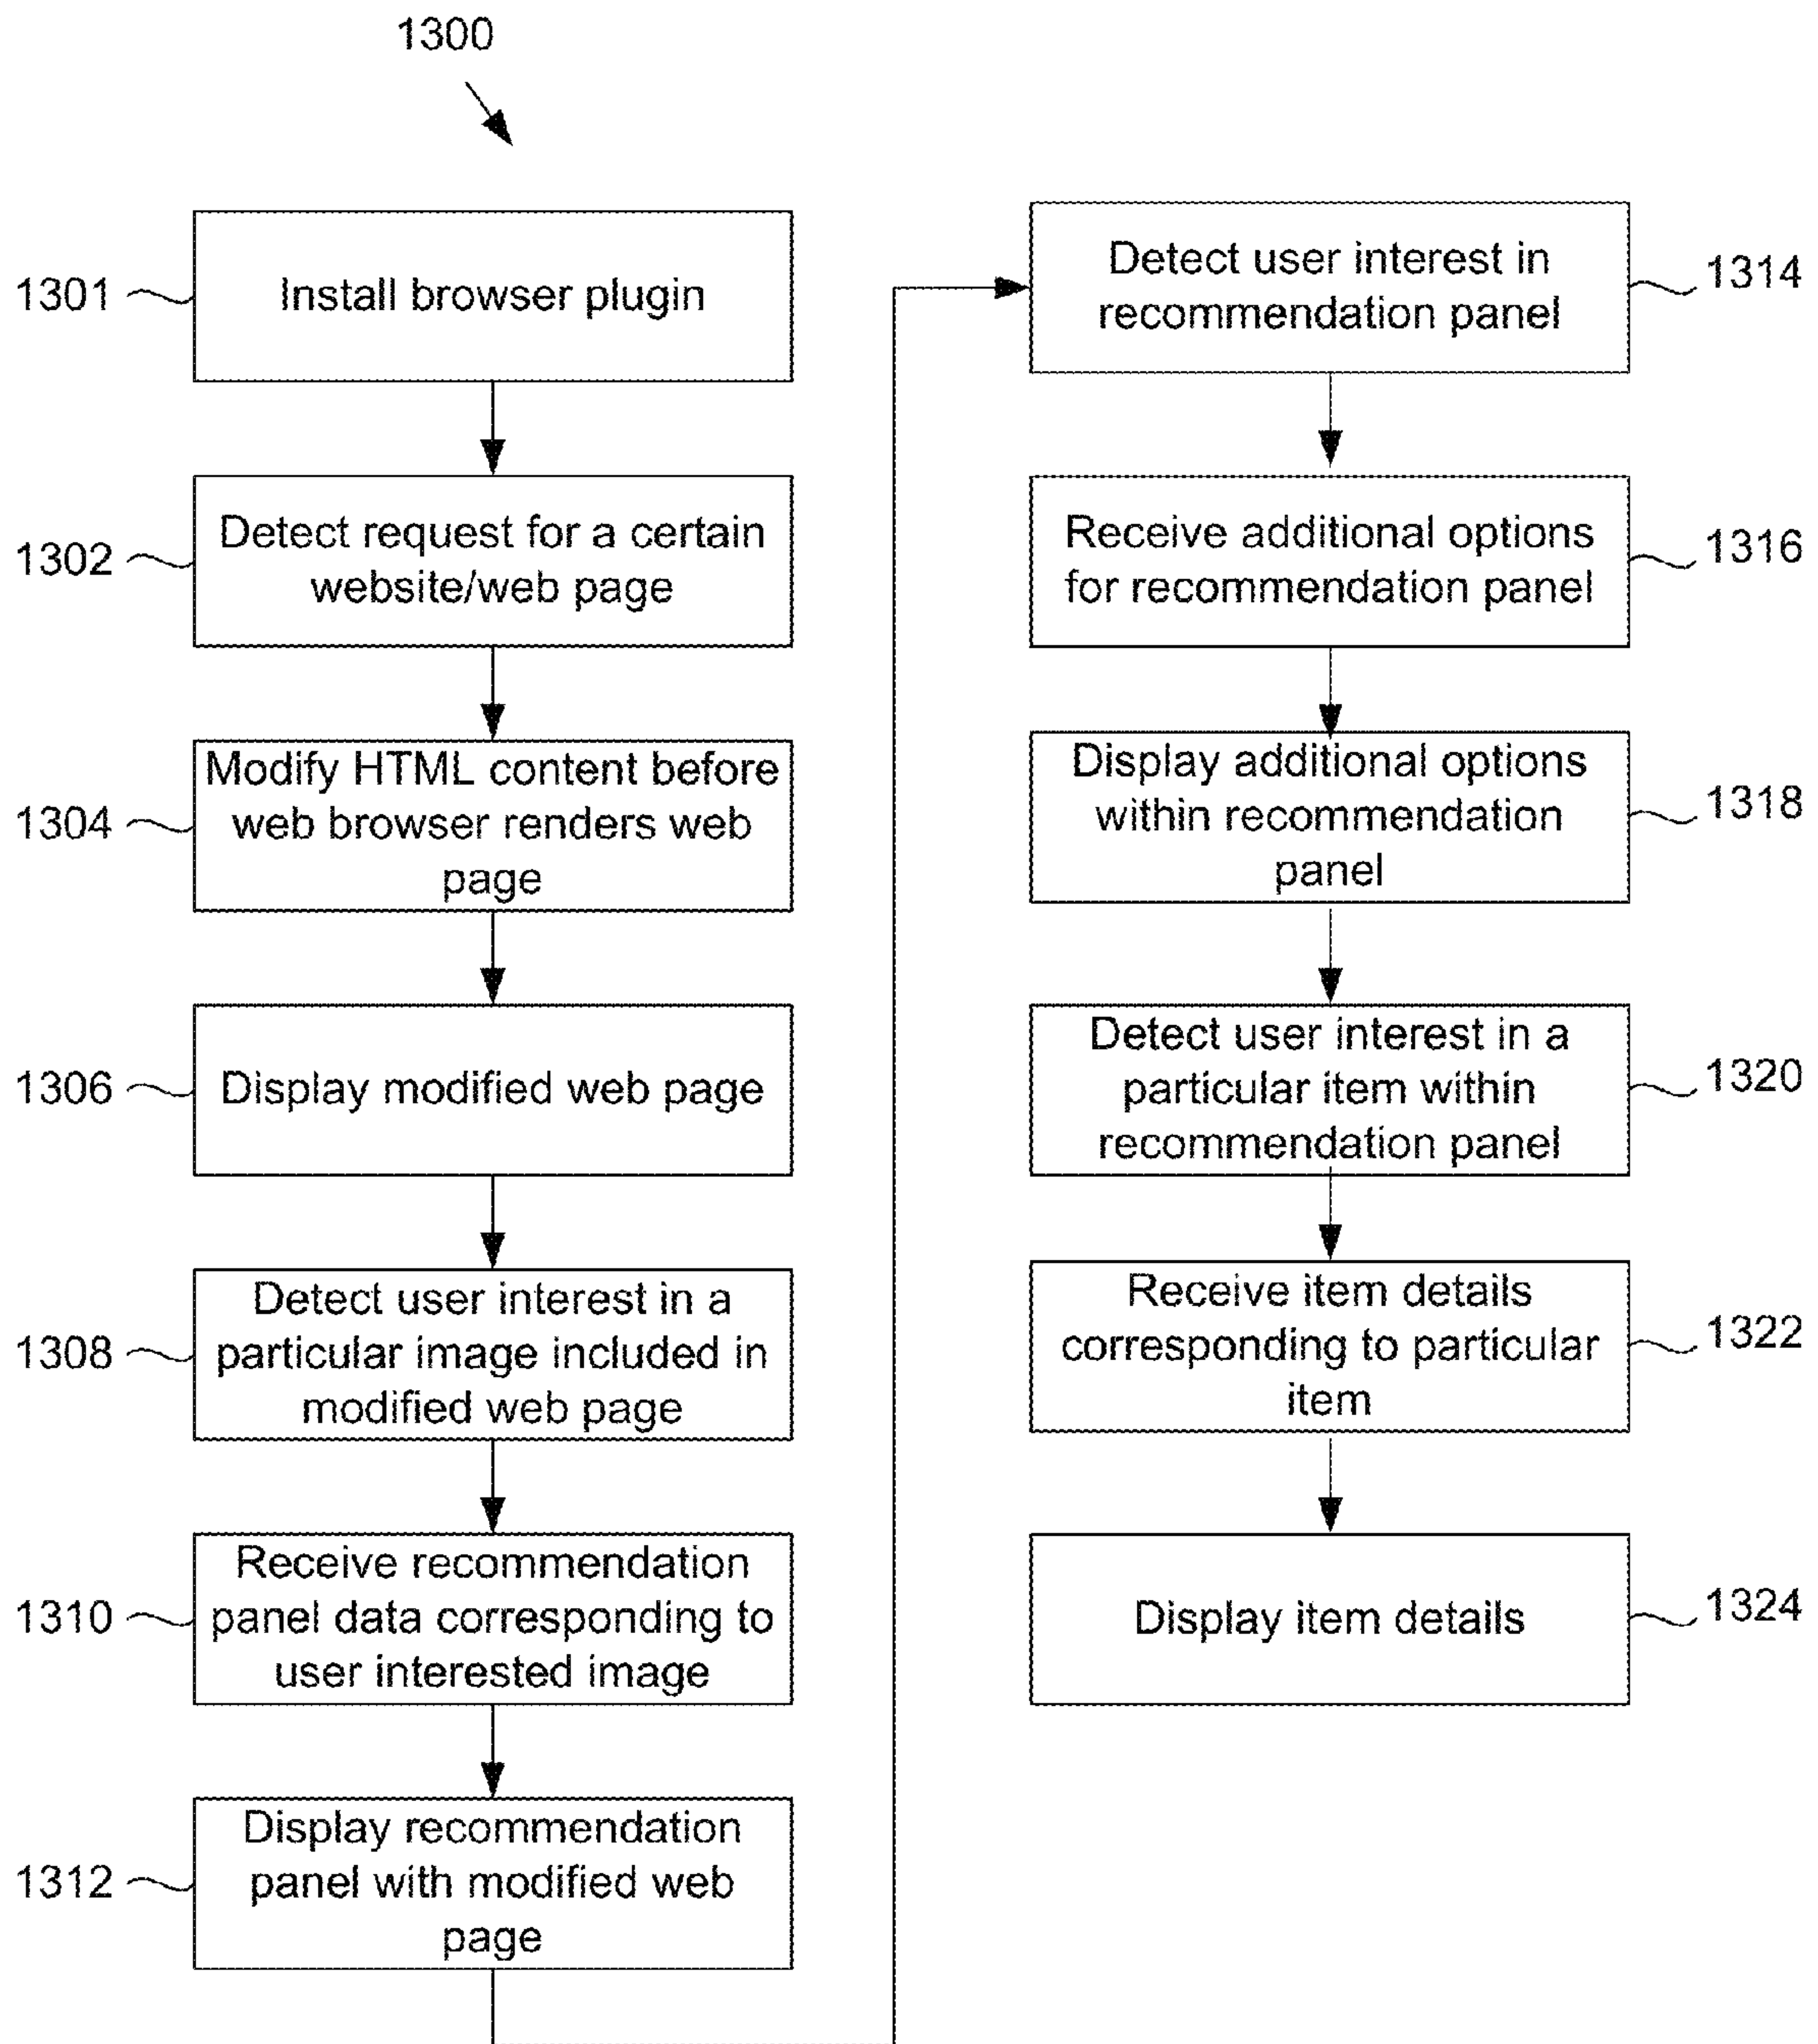 1300
1301
Install browser plugin
1302
Detect request for a certain
website/web page
1304
Modify HTML content before
web browser renders web
page
1306
Display modified web page
1308
Detect user interest in a
particular image included in
modified web page
1310
Receive recommendation
panel data corresponding to
user interested image
1312
Display recommendation
panel with modified web
page
Detect user interest in
recommendation panel
1314
Receive additional options
for recommendation panel
1316
Display additional options
within recommendation
panel
1318
Detect user interest in a
particular item within
recommendation panel
1320
Receive item details
corresponding to particular
item
1322
Display item details
1324